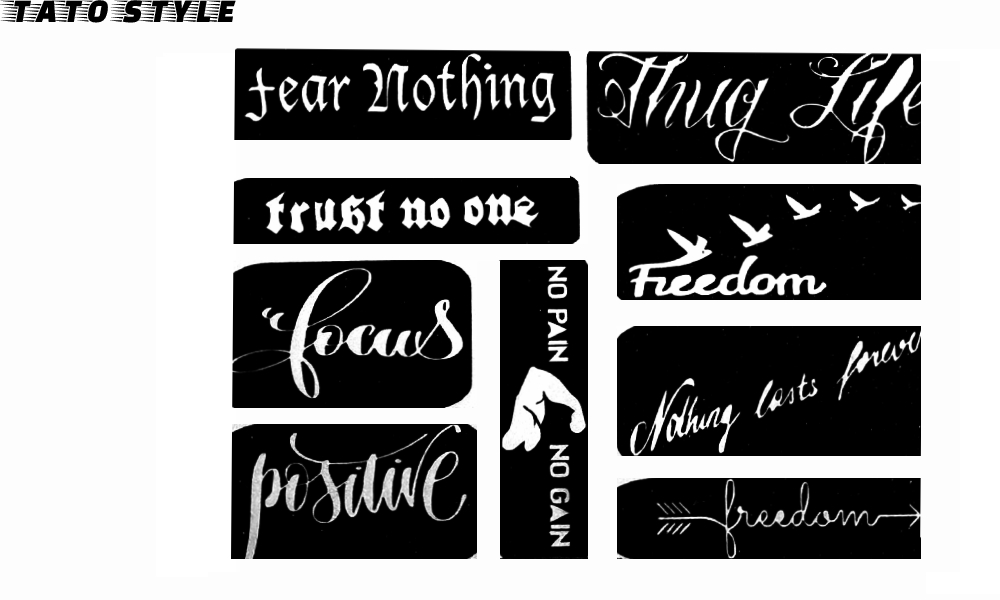 TATO STYLE
fear Nothing
Thug Life
trust no one
Freedom
"focus
NO PAIN
NO GAIN
Nothing lasts foreve
positive
freedom